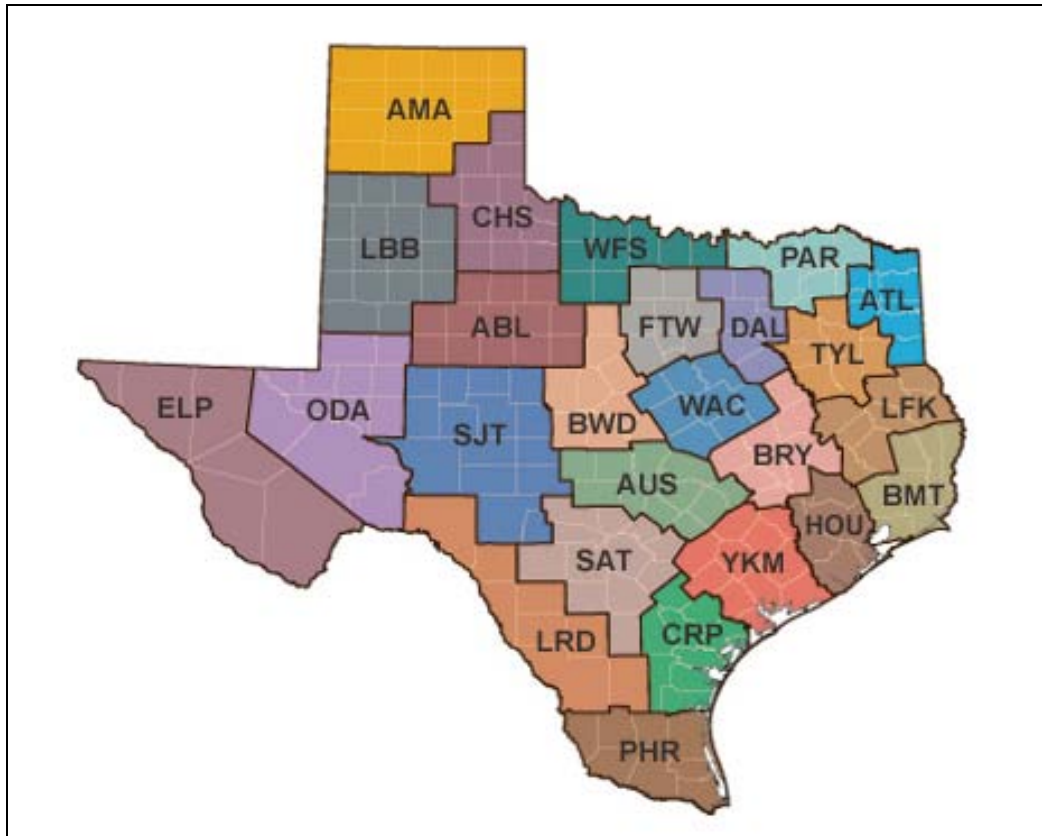 AMA
CHS
LBB
WFS
PAR
ATL
ABL
FTW
DAL
TYL
ELP
ODA
SJT
BWD
WAC
LFK
BRY
AUS
BMT
HOU
SAT
YKM
LRD
CRP
PHR